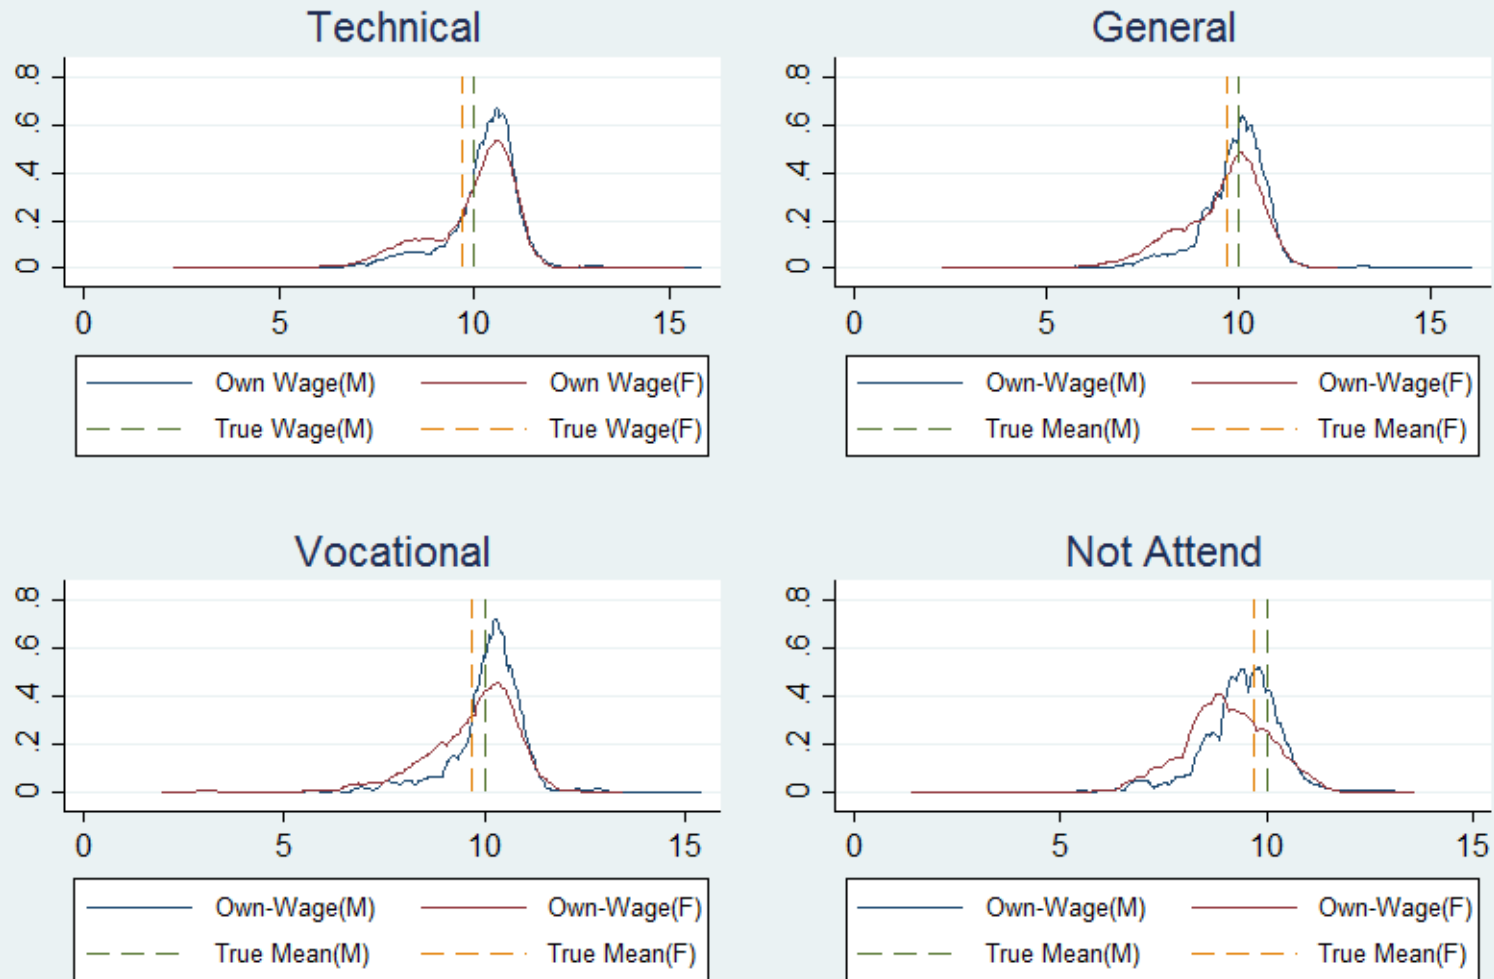 Technical
.8
.6
.4
.2
0
0 5 10 15
Own Wage(M) Own Wage(F)
True Wage(M) True Wage(F)
General
.8
.6
.4
.2
0
0 5 10 15
Own-Wage(M) Own-Wage(F)
True Mean(M) True Mean(F)
Vocational
.8
.6
.4
.2
0
0 5 10 15
Own-Wage(M) Own-Wage(F)
True Mean(M) True Mean(F)
Not Attend
.8
.6
.4
.2
0
0 5 10 15
Own-Wage(M) Own-Wage(F)
True Mean(M) True Mean(F)